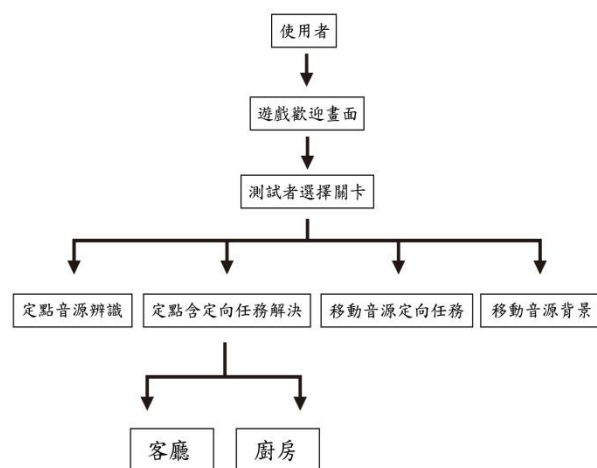 使用者
遊戲歡迎畫面
測試者選擇關卡
定點音源辨識
定點含定向任務解決
移動音源定向任務
移動音源背景
客廳
廚房